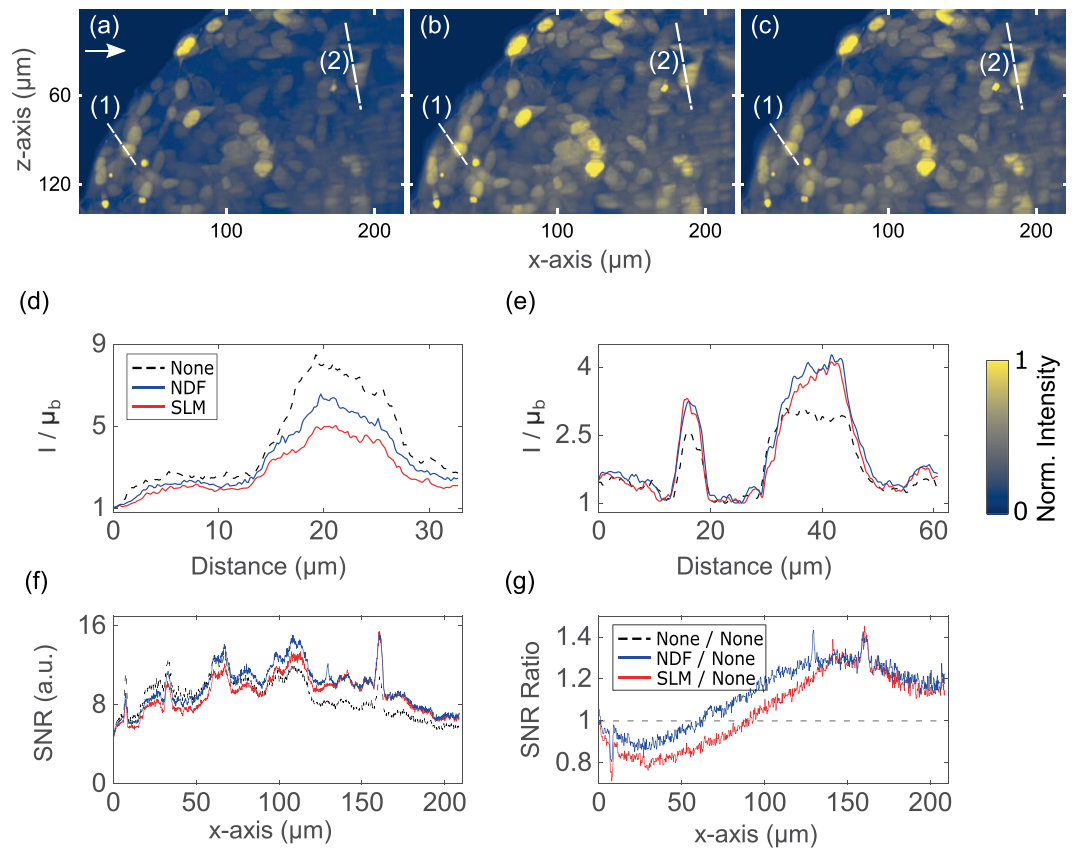 (a) (b) (c)
(1) (2) (1) (2) (1) (2)
z-axis (µm)
60
120
100 200 100 200 100 200
x-axis (µm)
(d) (e)
I / µb
9
5
1
None
NDF
SLM
0 10 20 30
Distance (µm)
I / µb
4
2.5
1
0 20 40 60
Distance (µm)
1
0
Norm. Intensity
(f) (g)
SNR (a.u.)
16
8
0
0 50 100 150 200
x-axis (µm)
SNR Ratio
1.4
1.2
1
0.8
None / None
NDF / None
SLM / None
0 50 100 150 200
x-axis (µm)